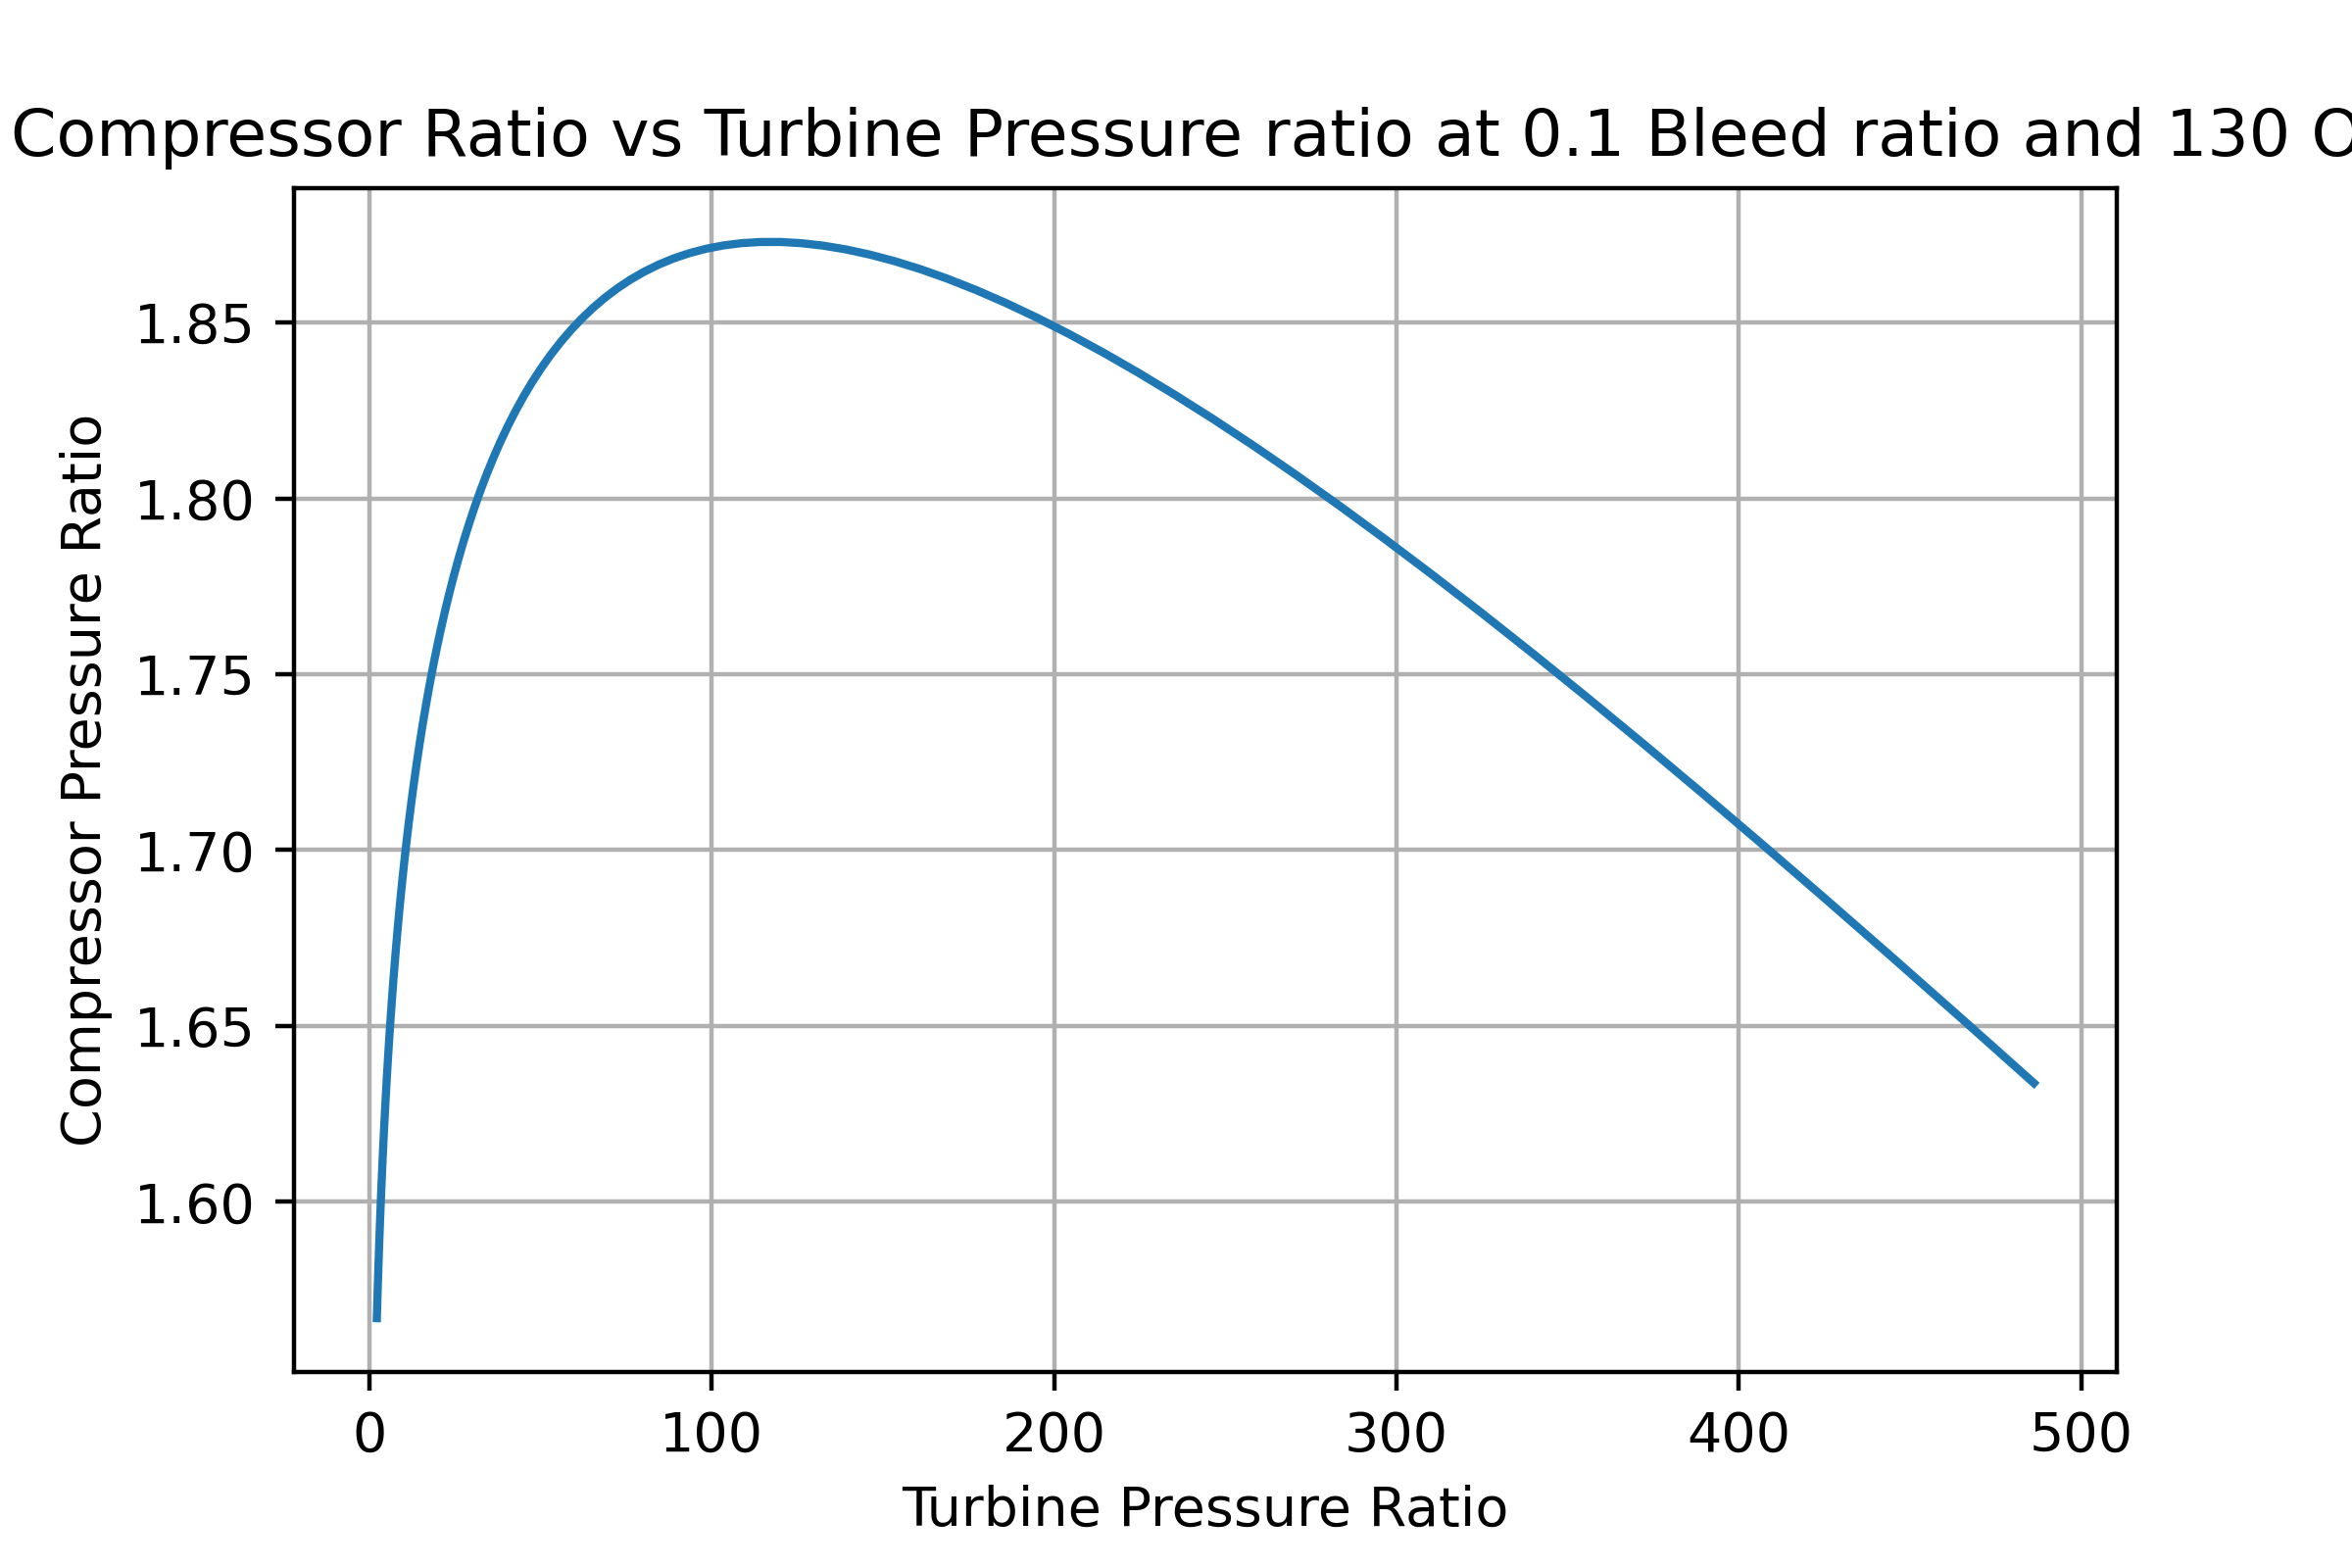 Compressor Ratio vs Turbine Pressure ratio at 0.1 Bleed ratio and 130 O
Compressor Pressure Ratio
1.85
1.80
1.75
1.70
1.65
1.60
0 100 200 300 400 500
Turbine Pressure Ratio